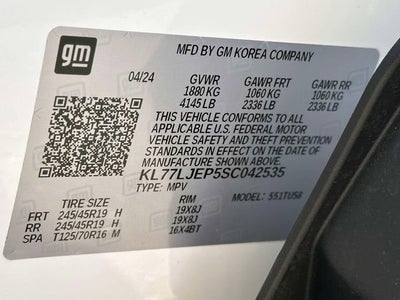 gm
MFD BY GM KOREA COMPANY
04/24 GVWR GAWR FRT GAWR RR
1880 KG 1060 KG 1060 KG
4145 LB 2336 LB 2336 LB
THIS VEHICLE CONFORMS TO ALL
APPLICABLE U.S. FEDERAL MOTOR
VEHICLE SAFETY AND THEFT PREVENTION
STANDARDS IN EFFECT ON THE DATE OF
MANUFACTURE SHOWN ABOVE.
KL77LJEP5SC042535
TYPE: MPV MODEL: 551TUS8
TIRE SIZE RIM
FRT 245/45R19 H 19X8J
RR 245/45R19 H 19X8J
SPA T125/70R16 M 16X4BT